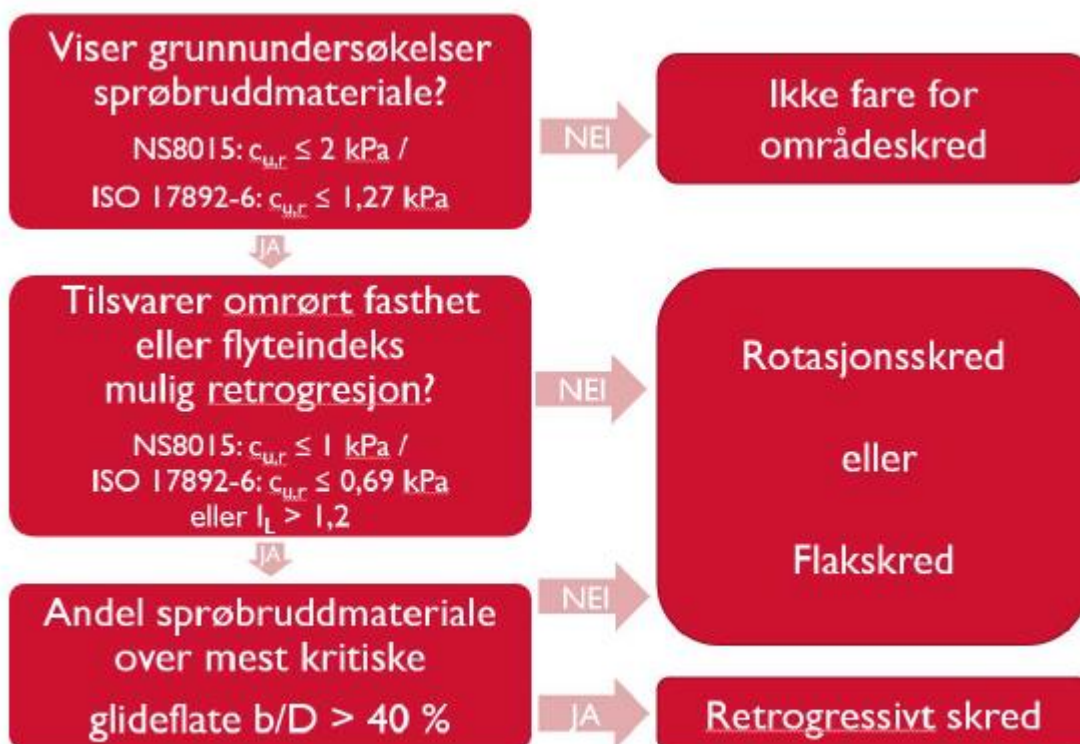 Viser grunnundersøkelser
sprøbruddmateriale?
NS8015: cu,r ≤ 2 kPa /
ISO 17892-6: cu,r ≤ 1,27 kPa
NEI
Ikke fare for
områdeskred
JA
Tilsvarer omrørt fasthet
eller flyteindeks
mulig retrogresjon?
NS8015: cu,r ≤ 1 kPa /
ISO 17892-6: cu,r ≤ 0,69 kPa
eller IL > 1,2
NEI
Rotasjonsskred
eller
Flakskred
JA
Andel sprøbruddmateriale
over mest kritiske
glideflate b/D > 40 %
NEI
JA
Retrogressivt skred